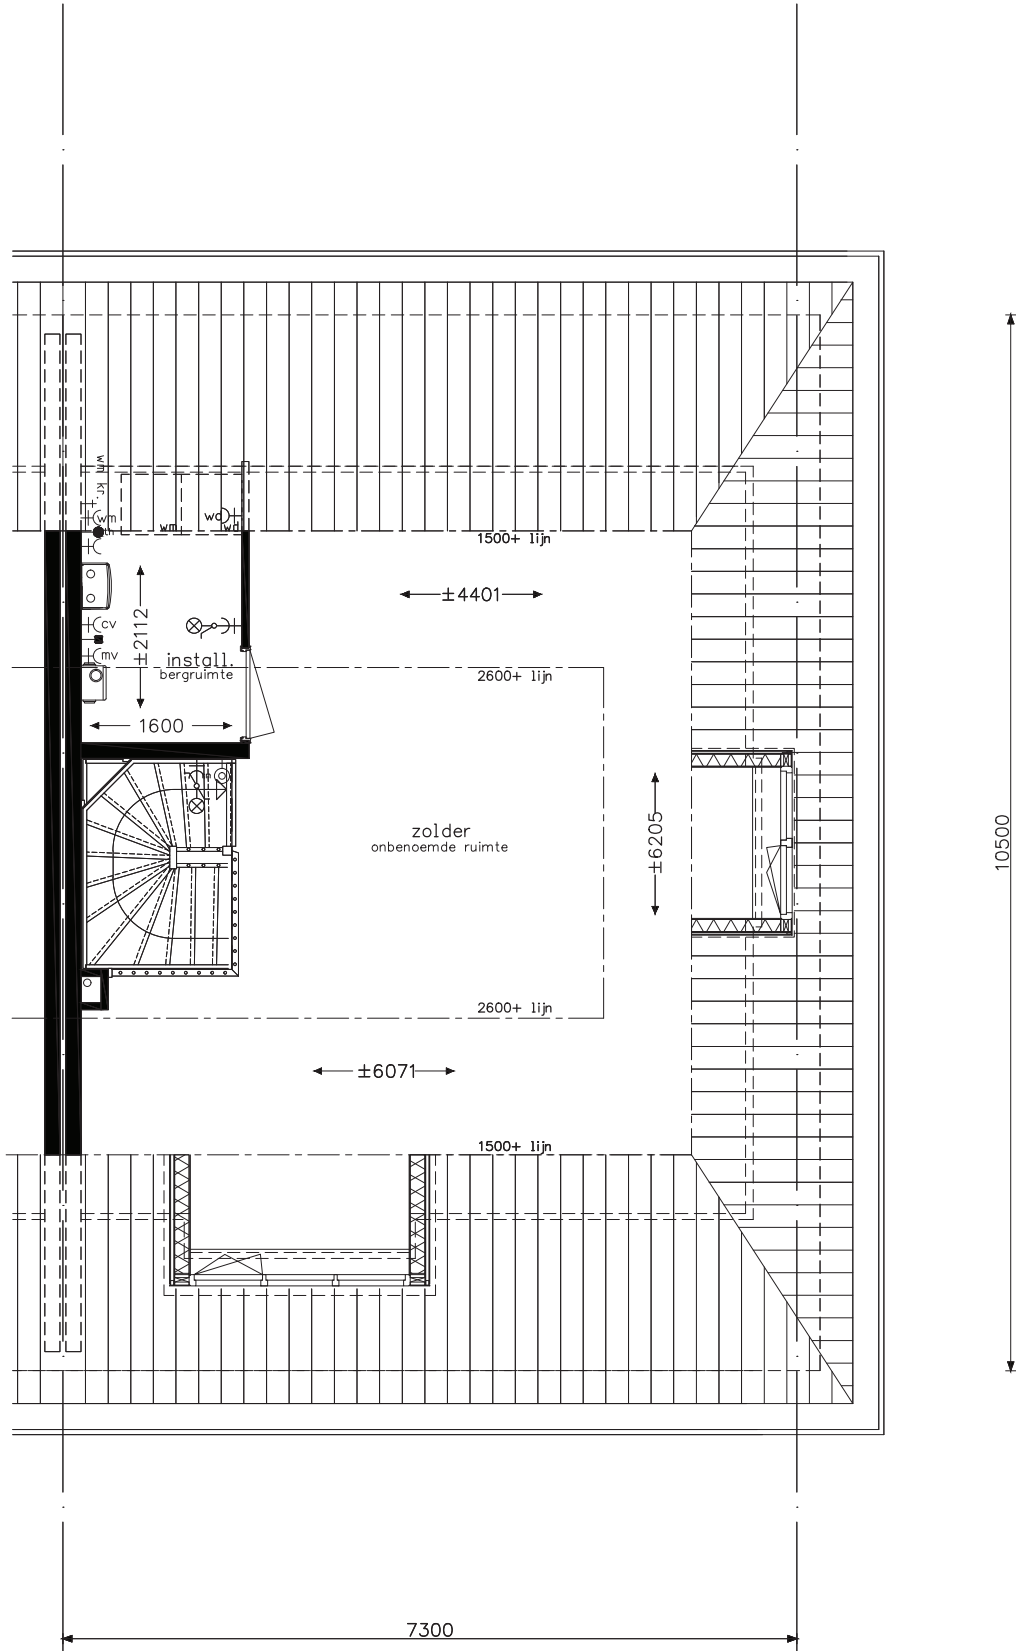 wm kr.
wm
wm
wd
wd
1500+ lijn
±4401
cv
±2112
mv
install.
bergruimte
2600+ lijn
1600
zolder
onbenoemde ruimte
±6205
10500
2600+ lijn
±6071
1500+ lijn
7300